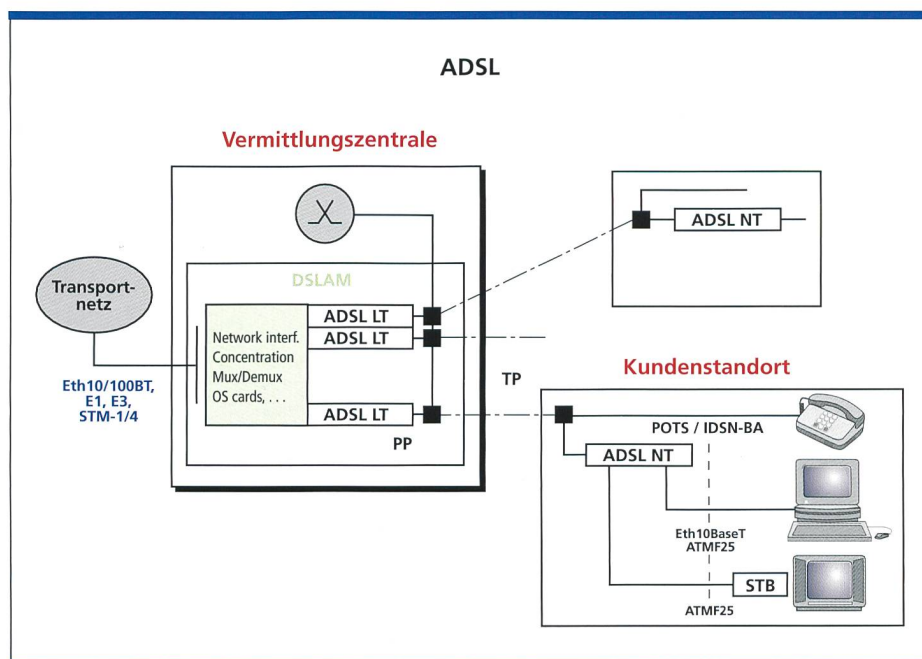 ADSL
Vermittlungszentrale
ADSL NT
Transport-
netz
DSLAM
ADSL LT
ADSL LT
Network interf.
Concentration
Mux/Demux
OS cards, . . .
ADSL LT
PP
Eth10/100BT,
E1, E3,
STM-1/4
TP
Kundenstandort
POTS / IDSN-BA
ADSL NT
Eth10BaseT
ATMF25
STB
ATMF25